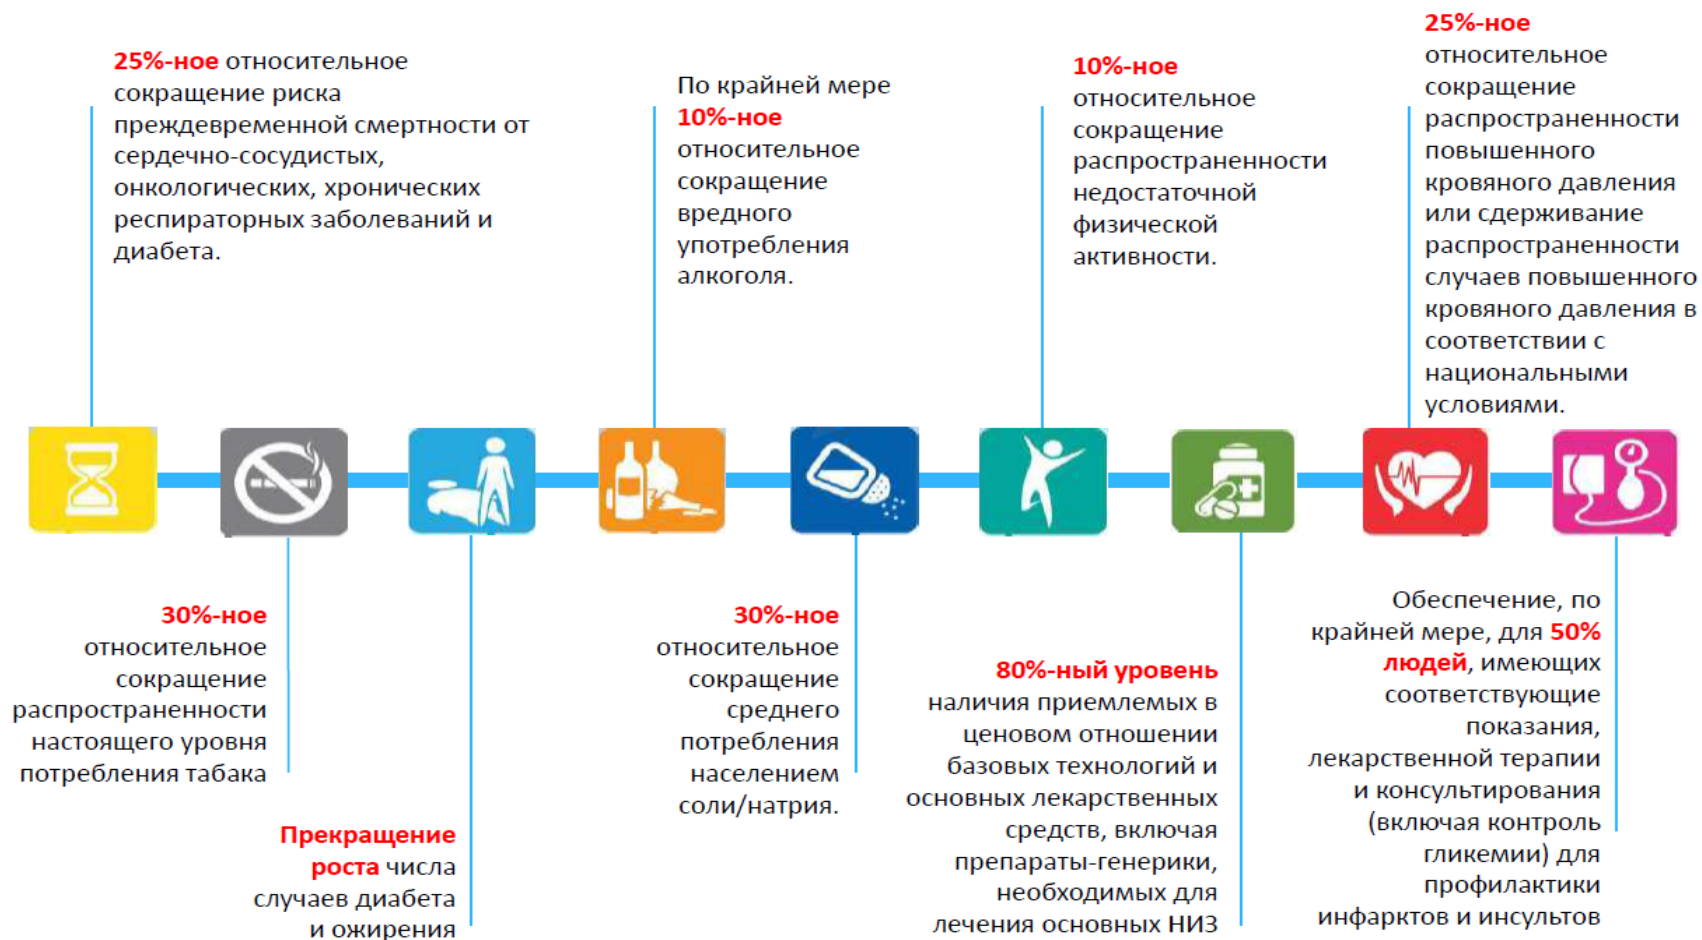 25%-ное относительное
сокращение риска
преждевременной смертности от
сердечно-сосудистых,
онкологических, хронических
респираторных заболеваний и
диабета.
По крайней мере
10%-ное
относительное
сокращение
вредного
употребления
алкоголя.
10%-ное
относительное
сокращение
распространенности
недостаточной
физической
активности.
25%-ное
относительное
сокращение
распространенности
повышенного
кровяного давления
или сдерживание
распространенности
случаев повышенного
кровяного давления в
соответствии с
национальными
условиями.
30%-ное
относительное
сокращение
распространенности
настоящего уровня
потребления табака
Прекращение
роста числа
случаев диабета
и ожирения
30%-ное
относительное
сокращение
среднего
потребления
населением
соли/натрия.
80%-ный уровень
наличия приемлемых в
ценовом отношении
базовых технологий и
основных лекарственных
средств, включая
препараты-генерики,
необходимых для
лечения основных НИЗ
Обеспечение, по
крайней мере, для 50%
людей, имеющих
соответствующие
показания,
лекарственной терапии
и консультирования
(включая контроль
гликемии) для
профилактики
инфарктов и инсультов